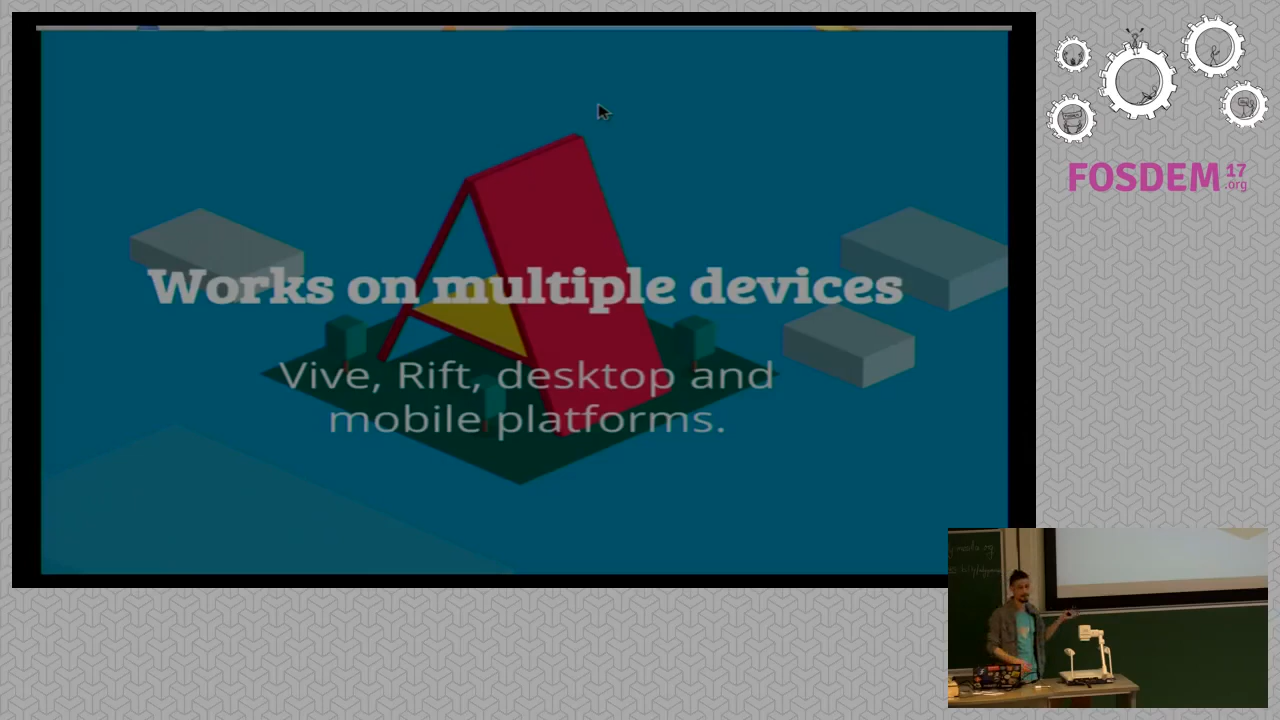 Works on multiple devices
Vive, Rift, desktop and
mobile platforms.
FOSDEM 17
.org